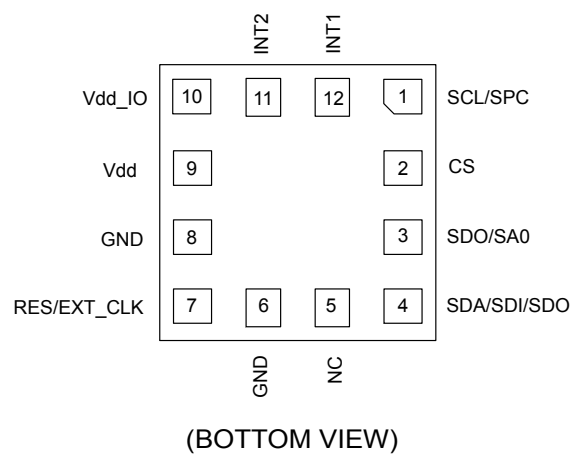 INT2
INT1
Vdd_IO
10
11
12
1
SCL/SPC
Vdd
9
2
CS
GND
8
3
SDO/SA0
RES/EXT_CLK
7
6
5
4
SDA/SDI/SDO
GND
NC
(BOTTOM VIEW)